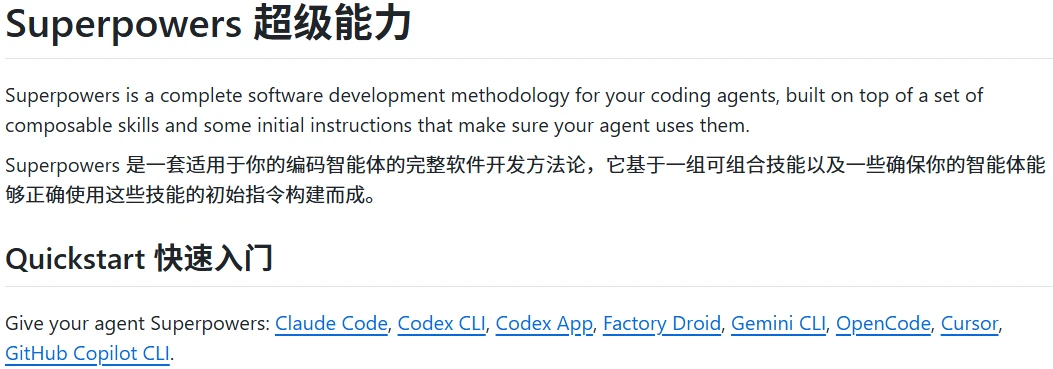 Superpowers 超级能力
Superpowers is a complete software development methodology for your coding agents, built on top of a set of
composable skills and some initial instructions that make sure your agent uses them.
Superpowers 是一套适用于你的编码智能体的完整软件开发方法论，它基于一组可组合技能以及一些确保你的智能体能
够正确使用这些技能的初始指令构建而成。
Quickstart 快速入门
Give your agent Superpowers: Claude Code, Codex CLI, Codex App, Factory Droid, Gemini CLI, OpenCode, Cursor,
GitHub Copilot CLI.